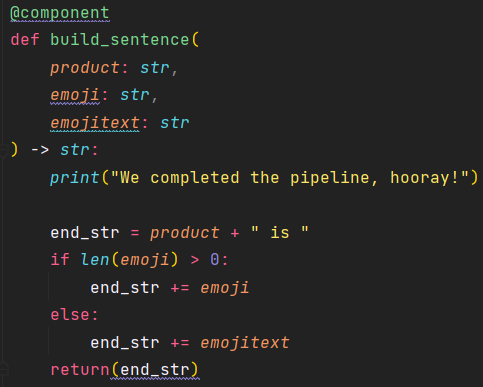 @component
def build_sentence(
    product: str,
    emoji: str,
    emojitext: str
) -> str:
    print("We completed the pipeline, hooray!")
    end_str = product + " is "
    if len(emoji) > 0:
        end_str += emoji
    else:
        end_str += emojitext
    return(end_str)